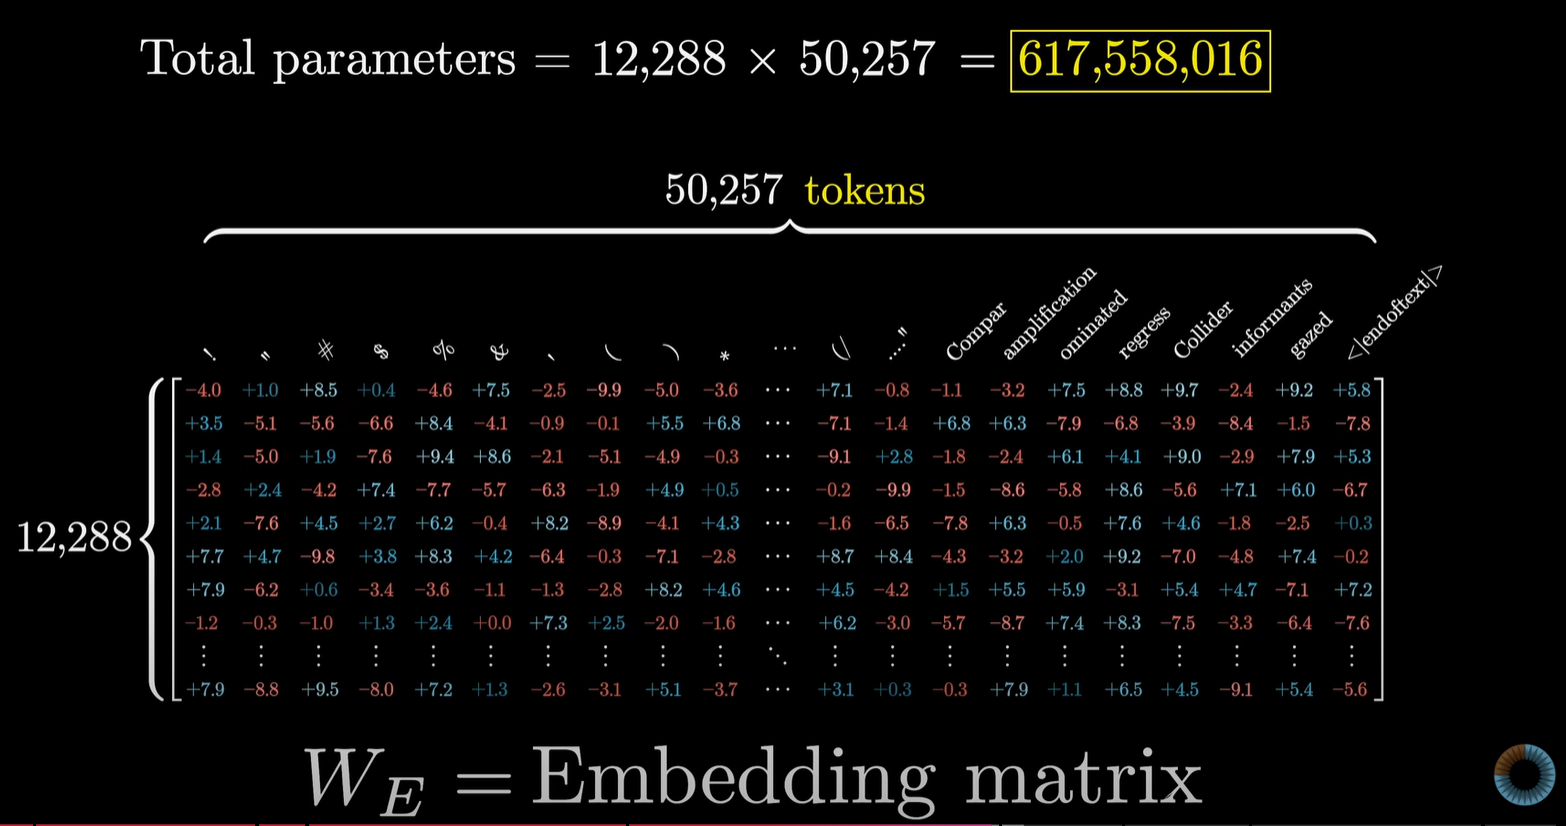 Total parameters = 12,288 × 50,257 = 617,558,016
50,257 tokens
! " # $ % & ' ( ) * ⋯ \( ...." Compar amplification ominated regress Collider informants gazed <|endoftext|>
−4.0 +1.0 +8.5 +0.4 −4.6 +7.5 −2.5 −9.9 −5.0 −3.6 ⋯ +7.1 −0.8 −1.1 −3.2 +7.5 +8.8 +9.7 −2.4 +9.2 +5.8
+3.5 −5.1 −5.6 −6.6 +8.4 −4.1 −0.9 −0.1 +5.5 +6.8 ⋯ −7.1 −1.4 +6.8 +6.3 −7.9 −6.8 −3.9 −8.4 −1.5 −7.8
+1.4 −5.0 +1.9 −7.6 +9.4 +8.6 −2.1 −5.1 −4.9 −0.3 ⋯ −9.1 +2.8 −1.8 −2.4 +6.1 +4.1 +9.0 −2.9 +7.9 +5.3
−2.8 +2.4 −4.2 +7.4 −7.7 −5.7 −6.3 −1.9 +4.9 +0.5 ⋯ −0.2 −9.9 −1.5 −8.6 −5.8 +8.6 −5.6 +7.1 +6.0 −6.7
12,288 +2.1 −7.6 +4.5 +2.7 +6.2 −0.4 +8.2 −8.9 −4.1 +4.3 ⋯ −1.6 −6.5 −7.8 +6.3 −0.5 +7.6 +4.6 −1.8 −2.5 +0.3
+7.7 +4.7 −9.8 +3.8 +8.3 +4.2 −6.4 −0.3 −7.1 −2.8 ⋯ +8.7 +8.4 −4.3 −3.2 +2.0 +9.2 −7.0 −4.8 +7.4 −0.2
+7.9 −6.2 +0.6 −3.4 −3.6 −1.1 −1.3 −2.8 +8.2 +4.6 ⋯ +4.5 −4.2 +1.5 +5.5 +5.9 −3.1 +5.4 +4.7 −7.1 +7.2
−1.2 −0.3 −1.0 +1.3 +2.4 +0.0 +7.3 +2.5 −2.0 −1.6 ⋯ +6.2 −3.0 −5.7 −8.7 +7.4 +8.3 −7.5 −3.3 −6.4 −7.6
⋮ ⋮ ⋮ ⋮ ⋮ ⋮ ⋮ ⋮ ⋮ ⋮ ⋱ ⋮ ⋮ ⋮ ⋮ ⋮ ⋮ ⋮ ⋮ ⋮ ⋮
+7.9 −8.8 +9.5 −8.0 +7.2 +1.3 −2.6 −3.1 +5.1 −3.7 ⋯ +3.1 +0.3 −0.3 +7.9 +1.1 +6.5 +4.5 −9.1 +5.4 −5.6
W_E = Embedding matrix